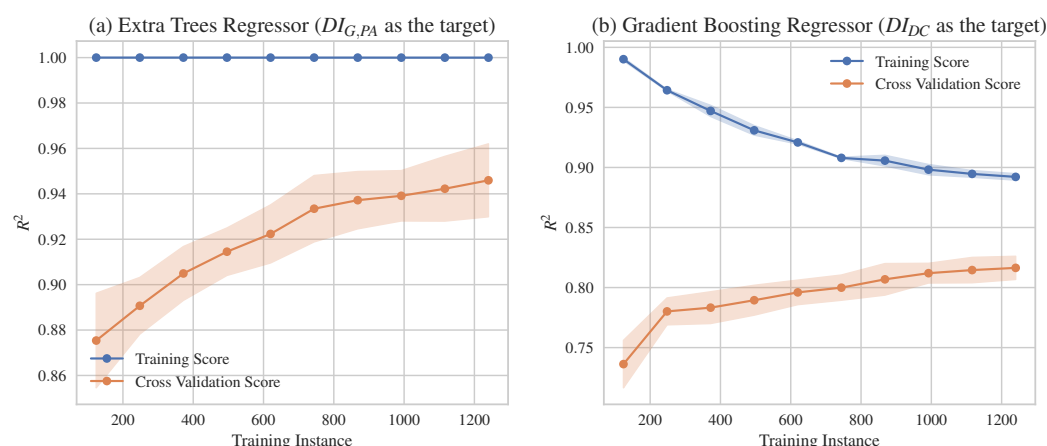 (a) Extra Trees Regressor (DI_{G,PA} as the target)
1.00
0.98
0.96
0.94
0.92
0.90
0.88
0.86
R²
Training Score
Cross Validation Score
200 400 600 800 1000 1200
Training Instance
(b) Gradient Boosting Regressor (DI_{DC} as the target)
1.00
0.95
0.90
0.85
0.80
0.75
R²
Training Score
Cross Validation Score
200 400 600 800 1000 1200
Training Instance